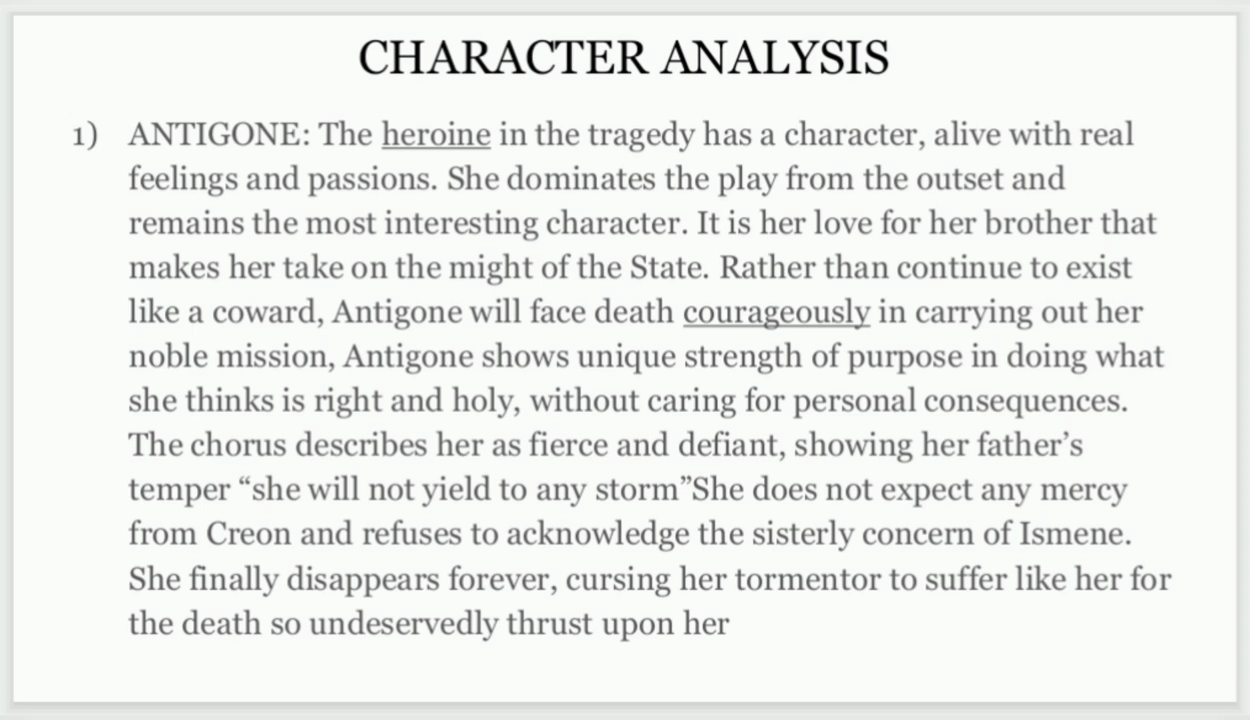 CHARACTER ANALYSIS
1) ANTIGONE: The heroine in the tragedy has a character, alive with real
feelings and passions. She dominates the play from the outset and
remains the most interesting character. It is her love for her brother that
makes her take on the might of the State. Rather than continue to exist
like a coward, Antigone will face death courageously in carrying out her
noble mission, Antigone shows unique strength of purpose in doing what
she thinks is right and holy, without caring for personal consequences.
The chorus describes her as fierce and defiant, showing her father’s
temper “she will not yield to any storm”She does not expect any mercy
from Creon and refuses to acknowledge the sisterly concern of Ismene.
She finally disappears forever, cursing her tormentor to suffer like her for
the death so undeservedly thrust upon her